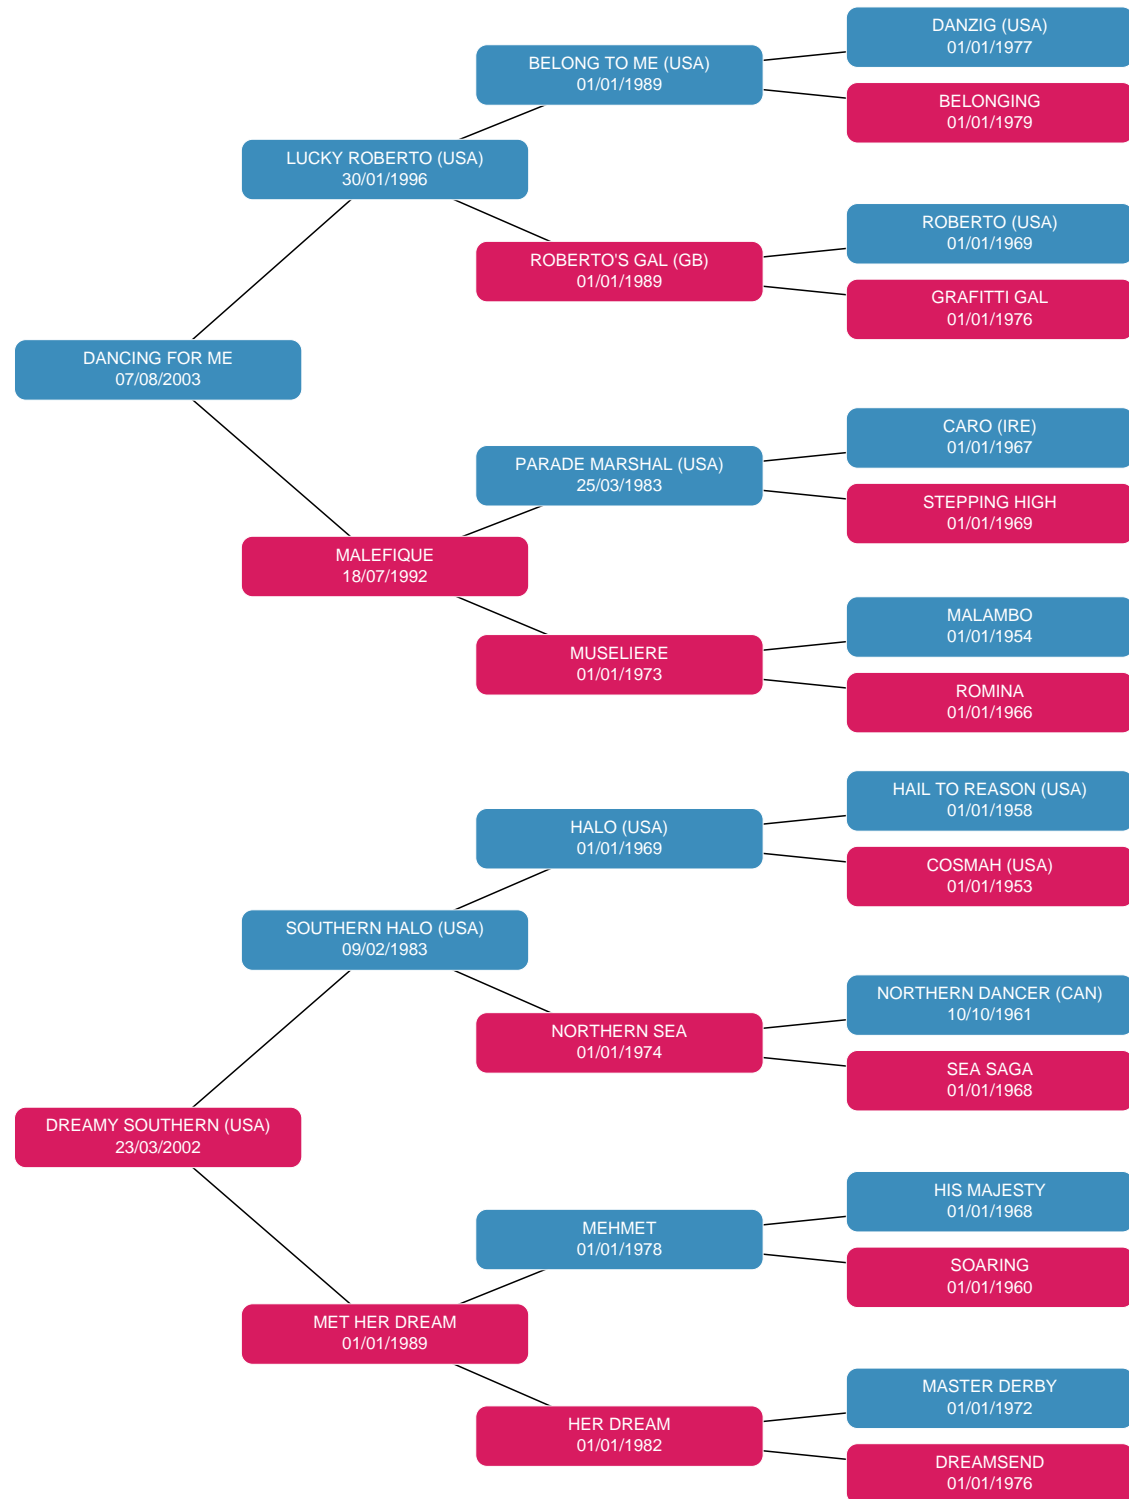 DANZIG (USA)
01/01/1977
BELONG TO ME (USA)
01/01/1989
BELONGING
01/01/1979
LUCKY ROBERTO (USA)
30/01/1996
ROBERTO (USA)
01/01/1969
ROBERTO'S GAL (GB)
01/01/1989
GRAFITTI GAL
01/01/1976
DANCING FOR ME
07/08/2003
CARO (IRE)
01/01/1967
PARADE MARSHAL (USA)
25/03/1983
STEPPING HIGH
01/01/1969
MALEFIQUE
18/07/1992
MALAMBO
01/01/1954
MUSELIERE
01/01/1973
ROMINA
01/01/1966
HAIL TO REASON (USA)
01/01/1958
HALO (USA)
01/01/1969
COSMAH (USA)
01/01/1953
SOUTHERN HALO (USA)
09/02/1983
NORTHERN DANCER (CAN)
10/10/1961
NORTHERN SEA
01/01/1974
SEA SAGA
01/01/1968
DREAMY SOUTHERN (USA)
23/03/2002
HIS MAJESTY
01/01/1968
MEHMET
01/01/1978
SOARING
01/01/1960
MET HER DREAM
01/01/1989
MASTER DERBY
01/01/1972
HER DREAM
01/01/1982
DREAMSEND
01/01/1976